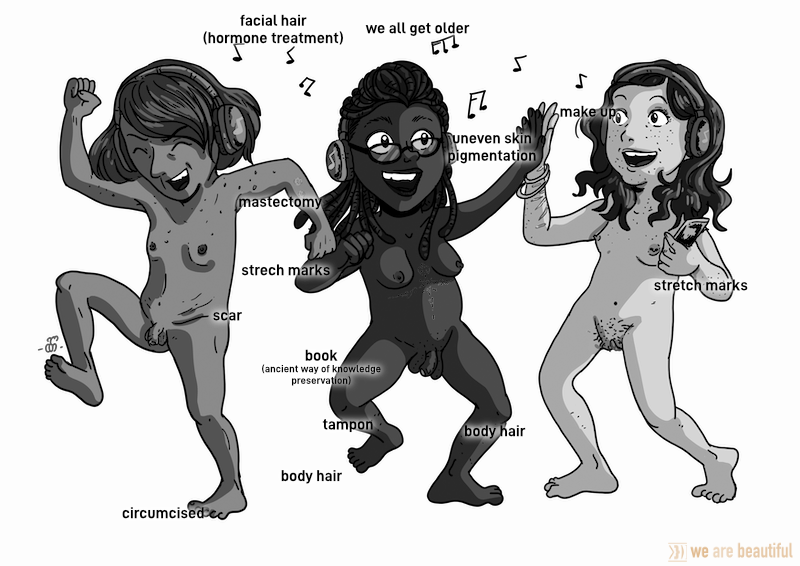 facial hair
(hormone treatment)
we all get older
make up
uneven skin
pigmentation
mastectomy
strech marks
stretch marks
scar
book
(ancient way of knowledge
preservation)
tampon
body hair
body hair
circumcised
we are beautiful